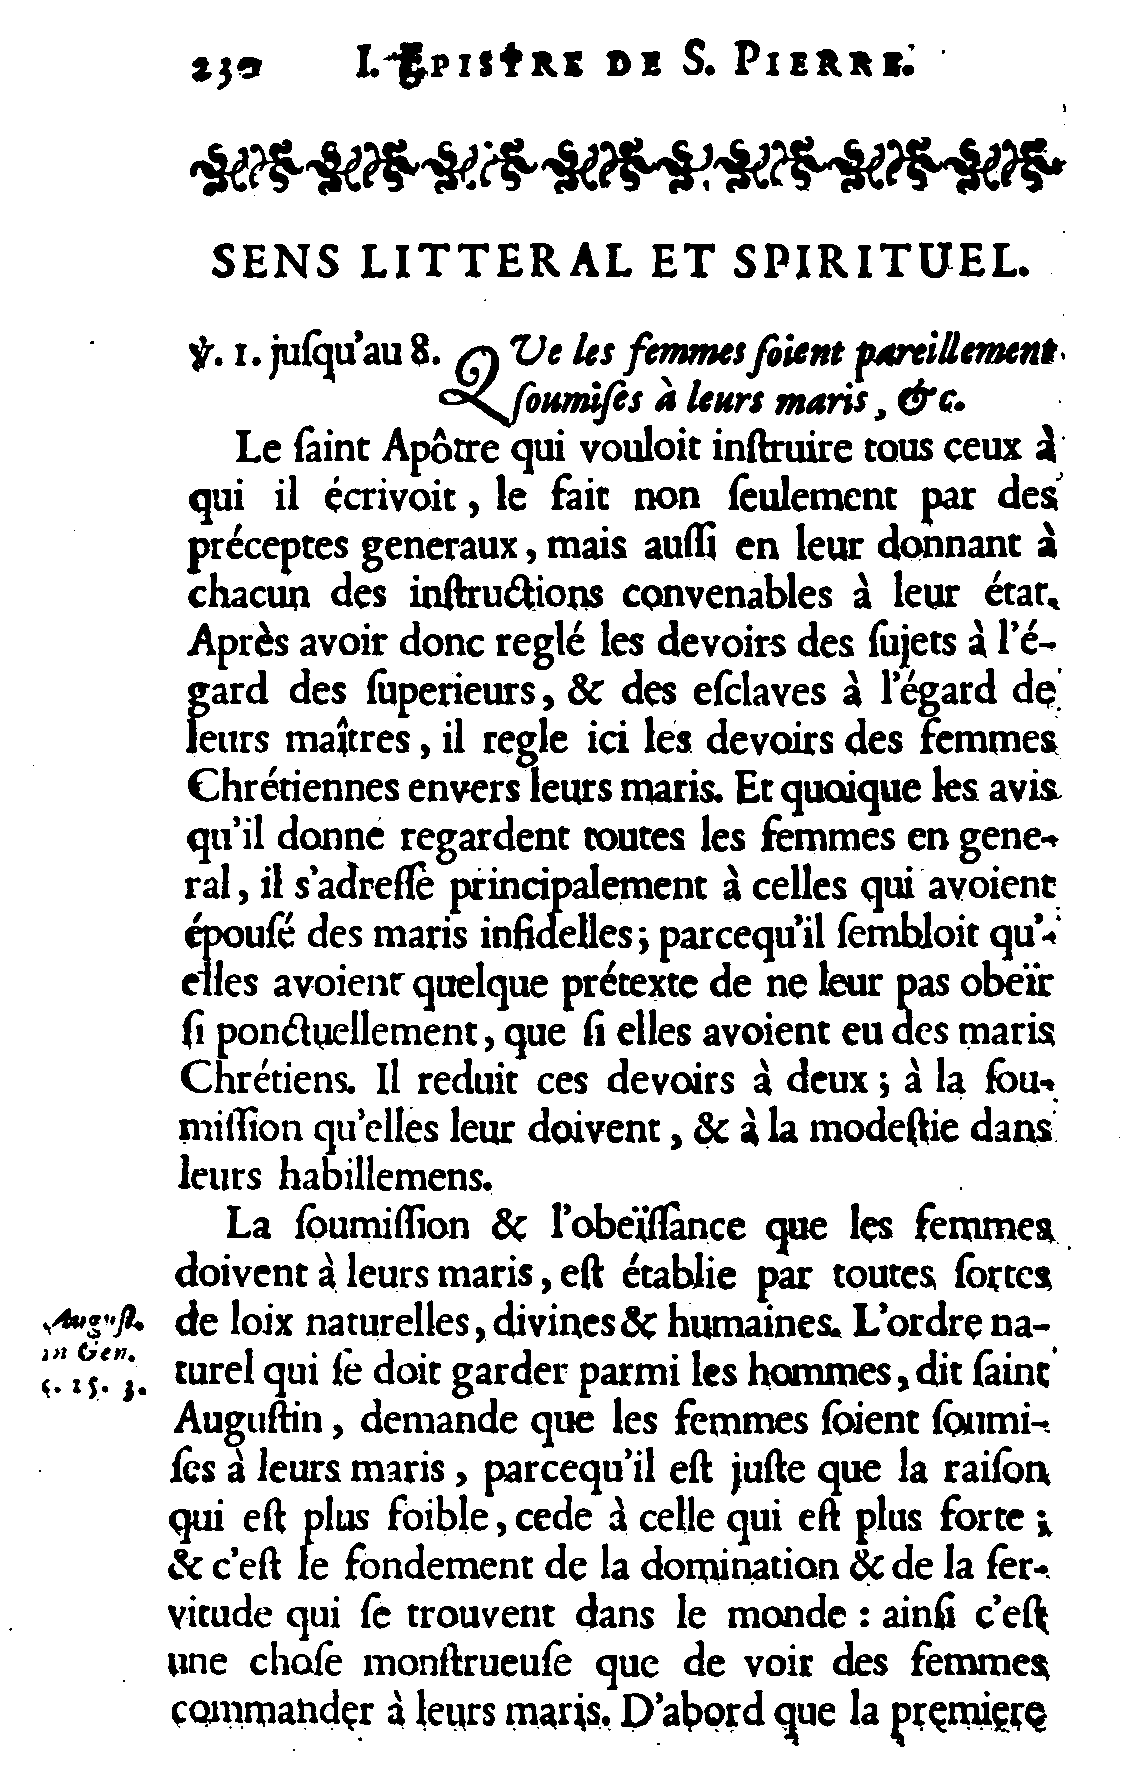 230 I. EPISTRE DE S. PIERRE.
SENS LITTERAL ET SPIRITUEL.
℣. 1. juſqu'au 8. QUe les femmes ſoient pareillement
ſoumiſes à leurs maris, &c.
Le ſaint Apôtre qui vouloit inſtruire tous ceux à
qui il écrivoit, le fait non ſeulement par des
préceptes generaux, mais auſſi en leur donnant à
chacun des inſtructions convenables à leur état.
Après avoir donc reglé les devoirs des ſujets à l'é-
gard des ſuperieurs, & des eſclaves à l'égard de
leurs maîtres, il regle ici les devoirs des femmes
Chrétiennes envers leurs maris. Et quoique les avis
qu'il donne regardent toutes les femmes en gene-
ral, il s'adreſſe principalement à celles qui avoient
épouſé des maris infidelles; parcequ'il ſembloit qu'-
elles avoient quelque prétexte de ne leur pas obeïr
ſi ponctuellement, que ſi elles avoient eu des maris
Chrétiens. Il reduit ces devoirs à deux; à la ſou-
miſſion qu'elles leur doivent, & à la modeſtie dans
leurs habillemens.
La ſoumiſſion & l'obeïſſance que les femmes
doivent à leurs maris, eſt établie par toutes ſortes
de loix naturelles, divines & humaines. L'ordre na-
turel qui ſe doit garder parmi les hommes, dit ſaint
Auguſtin, demande que les femmes ſoient ſoumi-
ſes à leurs maris, parcequ'il eſt juſte que la raiſon
qui eſt plus foible, cede à celle qui eſt plus forte;
& c'eſt le fondement de la domination & de la ſer-
vitude qui ſe trouvent dans le monde : ainſi c'eſt
une choſe monſtrueuſe que de voir des femmes
commander à leurs maris. D'abord que la premiere
Auguſt.
in Gen.
c. 15. 3.